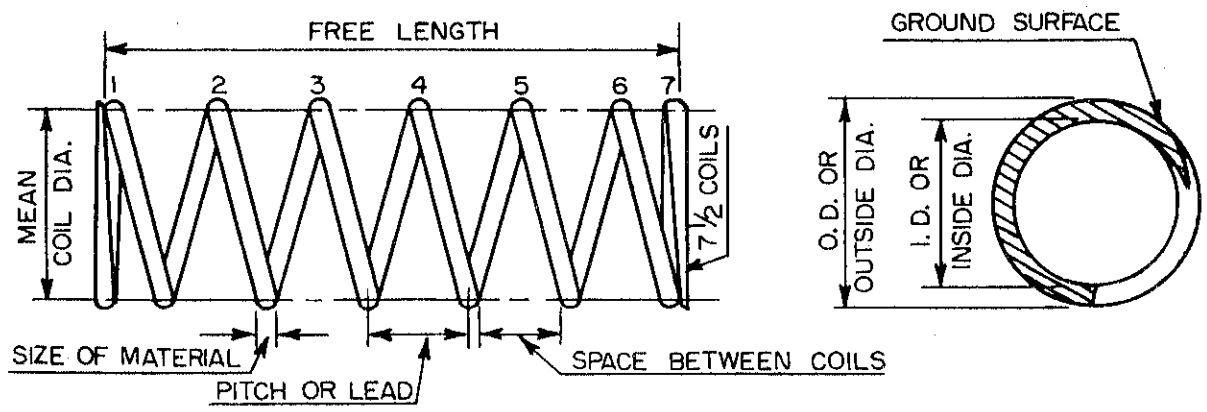 FREE LENGTH
GROUND SURFACE
1 2 3 4 5 6 7
MEAN
COIL DIA.
7 1/2 COILS
O.D. OR
OUTSIDE DIA.
I.D. OR
INSIDE DIA.
SIZE OF MATERIAL
PITCH OR LEAD
SPACE BETWEEN COILS